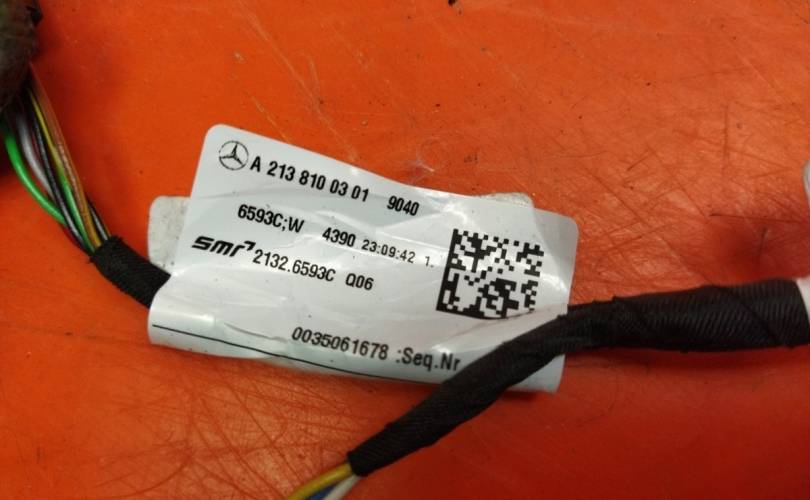 A 213 810 03 01 9040
6593C;W 4390 23:09:42 1.
smr 2132.6593C Q06
0035061678 :Seq.Nr